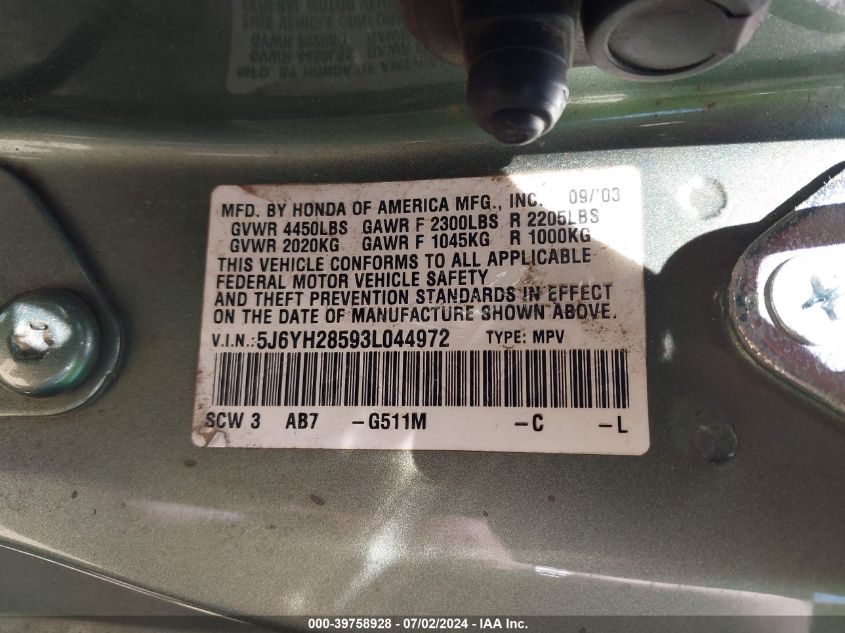 MFD. BY HONDA OF AMERICA MFG., INC. 09/'03
GVWR 4450LBS GAWR F 2300LBS R 2205LBS
GVWR 2020KG GAWR F 1045KG R 1000KG
THIS VEHICLE CONFORMS TO ALL APPLICABLE
FEDERAL MOTOR VEHICLE SAFETY
AND THEFT PREVENTION STANDARDS IN EFFECT
ON THE DATE OF MANUFACTURE SHOWN ABOVE.
V.I.N.: 5J6YH28593L044972 TYPE: MPV
SCW 3 AB7 -G511M -C -L
000-39758928 - 07/02/2024 - IAA Inc.